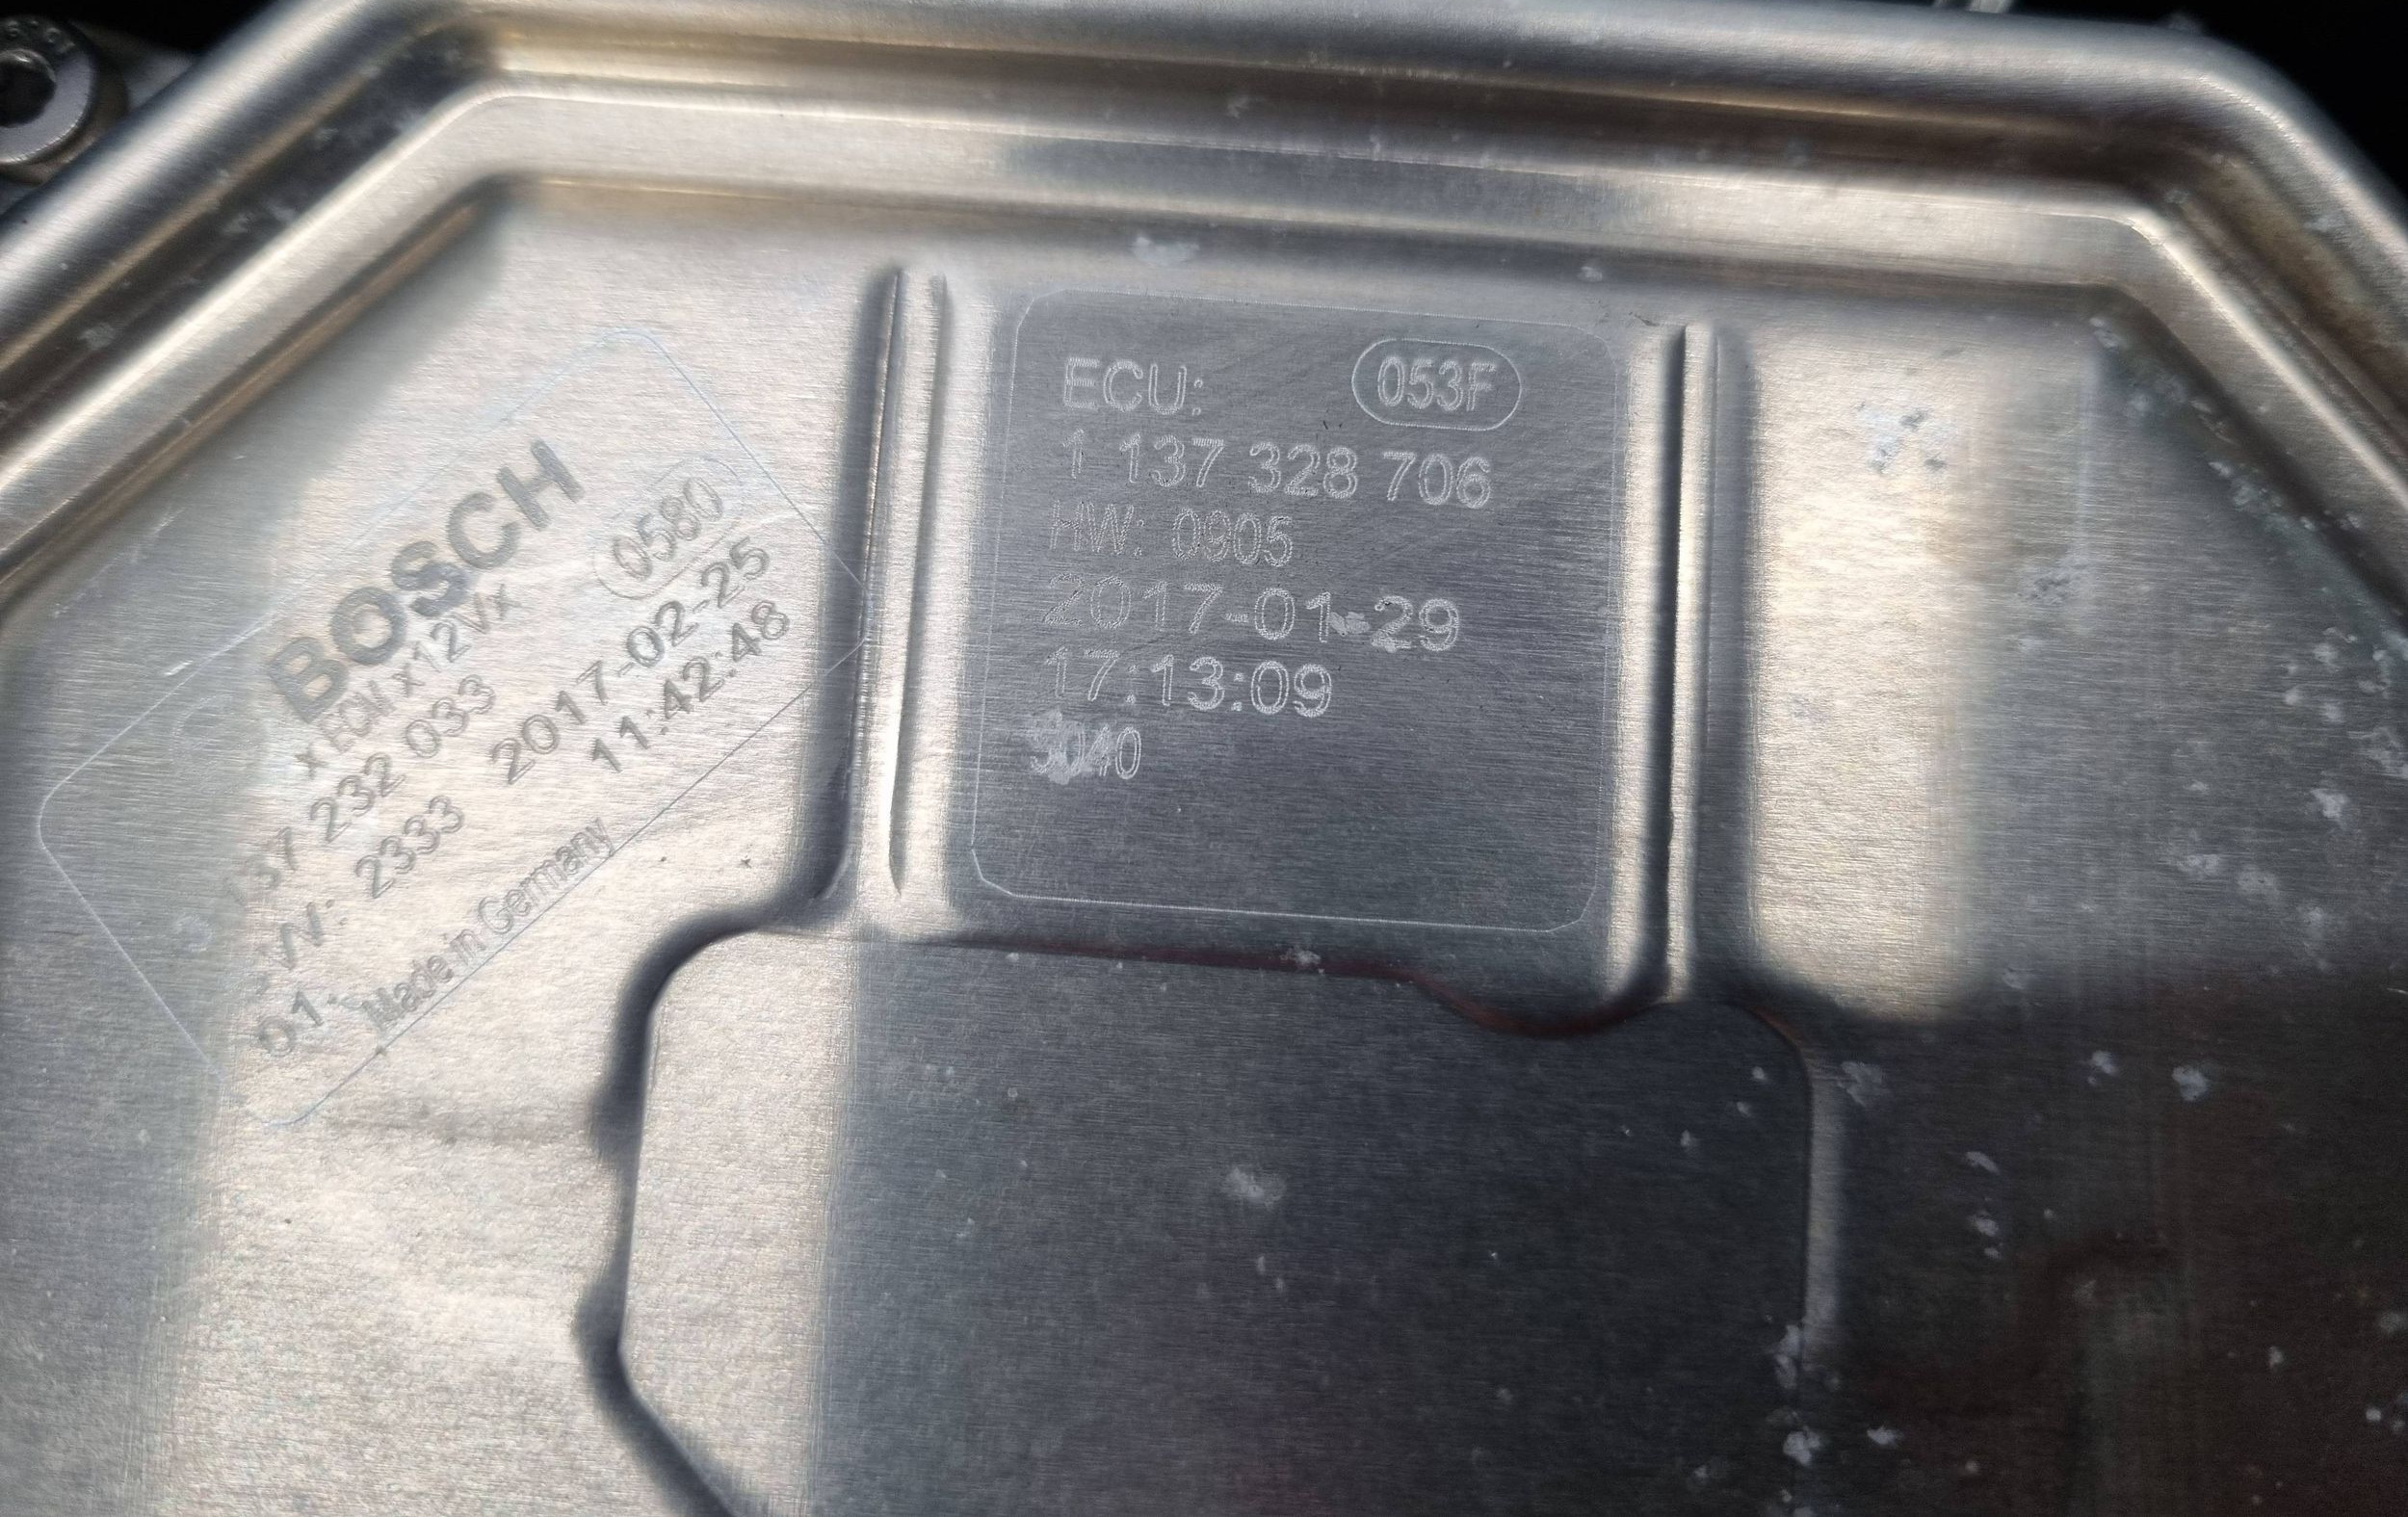 BOSCH
x ECM x 12V x
0580
137 232 033
2333 2017-02-25
11:42:48
01
Made in Germany
ECU: 053F
1 137 328 706
HW: 0905
2017-01-29
17:13:09